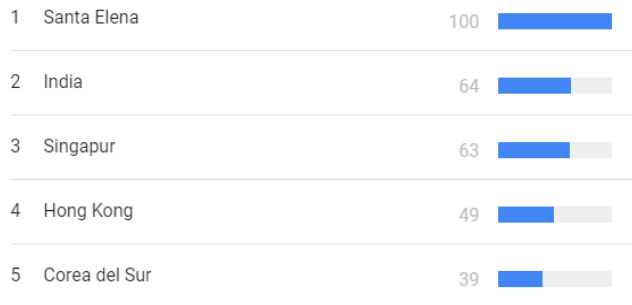 1 Santa Elena 100
2 India 64
3 Singapur 63
4 Hong Kong 49
5 Corea del Sur 39